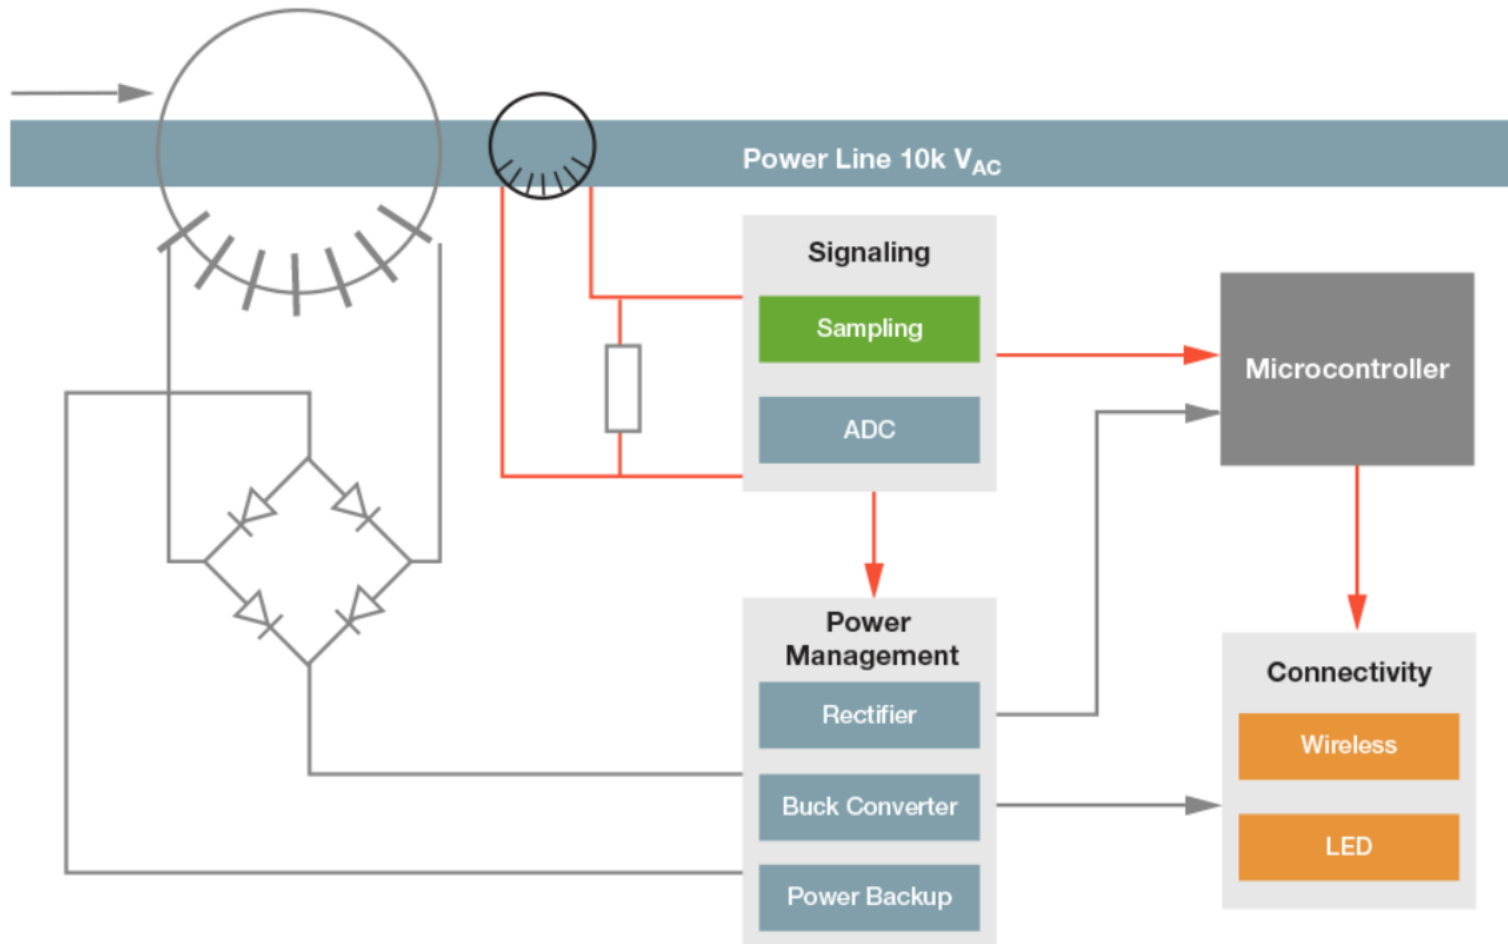 Power Line 10k VAC
Signaling
Sampling
ADC
Microcontroller
Power
Management
Rectifier
Buck Converter
Power Backup
Connectivity
Wireless
LED